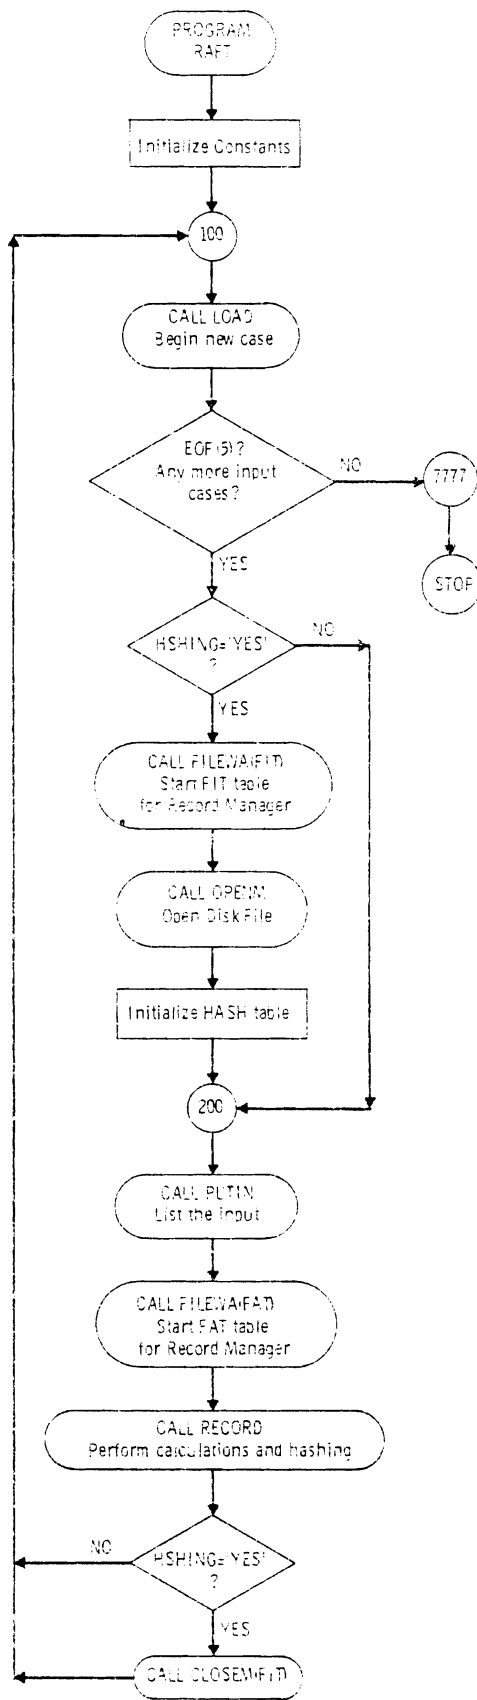 PROGRAM
RAFT
Initialize Constants
100
CALL LOAD
Begin new case
EOF(5)?
Any more input
cases?
NO
7777
YES
STOP
HSHING='YES'
?
NO
YES
CALL FILEWA(FIT)
Start FIT table
for Record Manager
CALL OPENM
Open Disk File
Initialize HASH table
200
CALL PUTIN
List the input
CALL FILEWA(FAT)
Start FAT table
for Record Manager
CALL RECORD
Perform calculations and hashing
NO
HSHING='YES'
?
YES
CALL CLOSEM(FIT)